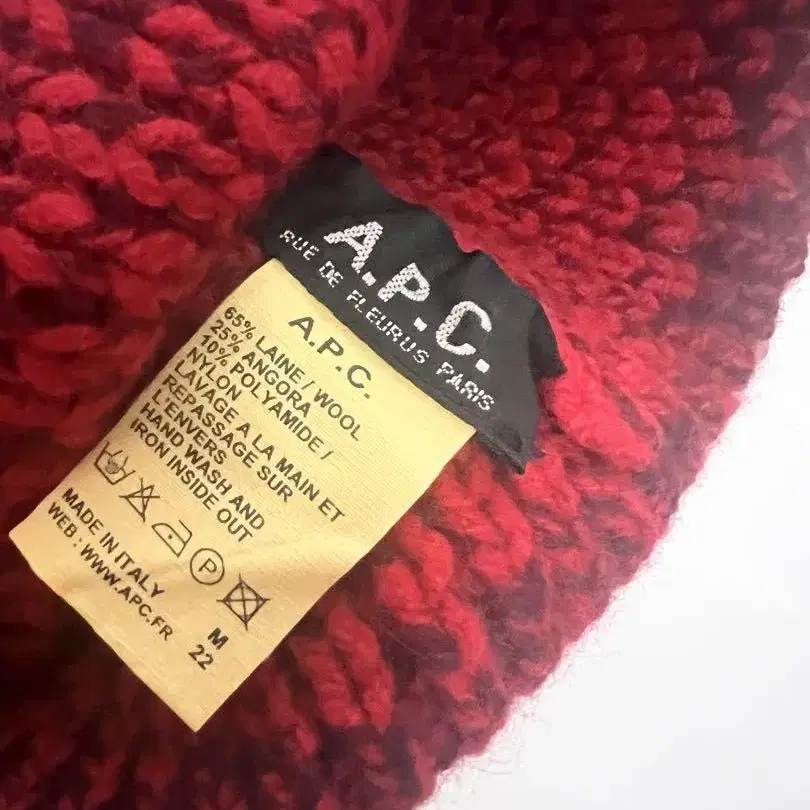 A.P.C.
RUE DE FLEURUS PARIS
A.P.C.
65% LAINE / WOOL
25% ANGORA
10% POLYAMIDE /
NYLON
LAVAGE A LA MAIN ET
REPASSAGE SUR
L'ENVERS
HAND WASH AND
IRON INSIDE OUT
P
MADE IN ITALY
WEB : WWW.APC.FR
M
22